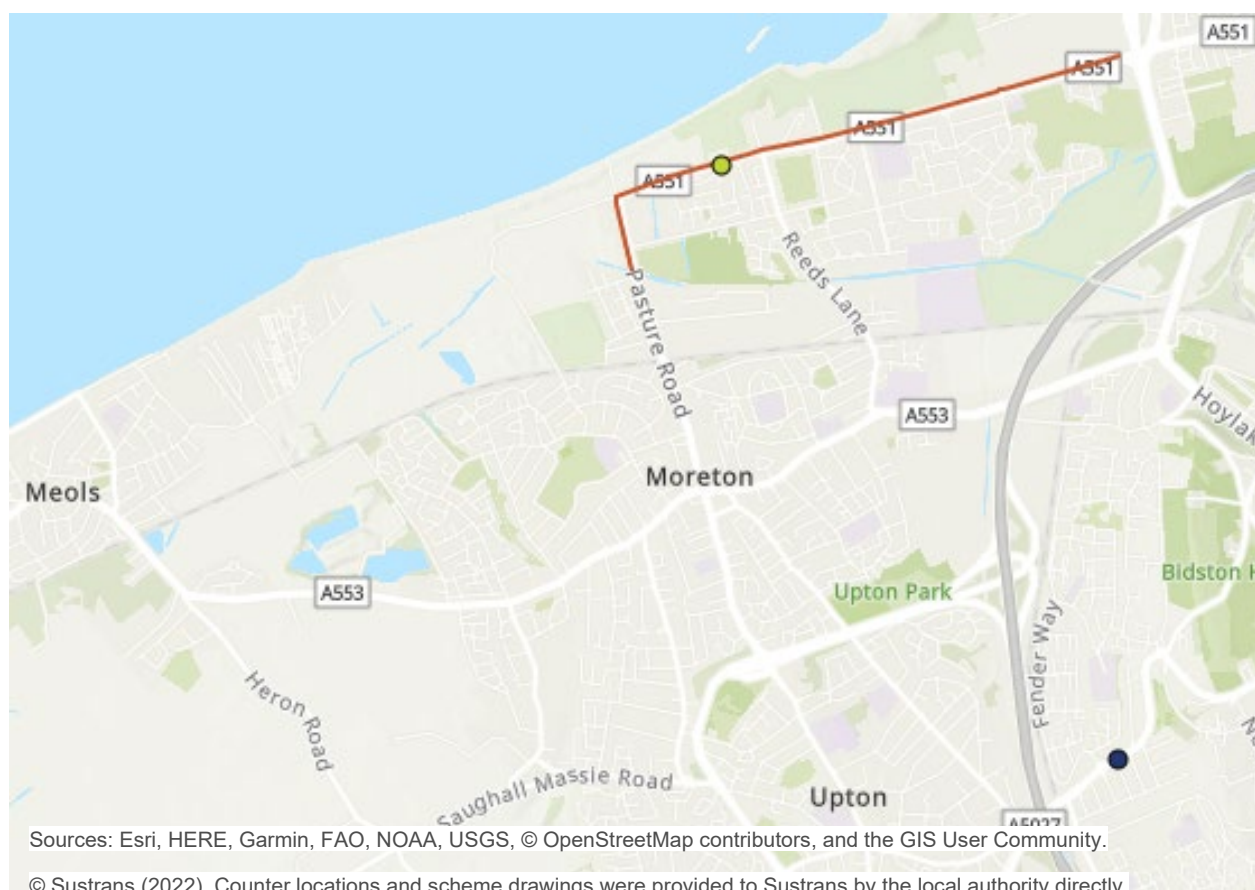 A551
A551
A551
A551
Reeds Lane
Pasture Road
A553
Meols
Moreton
A553
Upton Park
Fender Way
Heron Road
Saughall Massie Road
Upton
A5027
Sources: Esri, HERE, Garmin, FAO, NOAA, USGS, © OpenStreetMap contributors, and the GIS User Community.
© Sustrans (2022). Counter locations and scheme drawings were provided to Sustrans by the local authority directly.